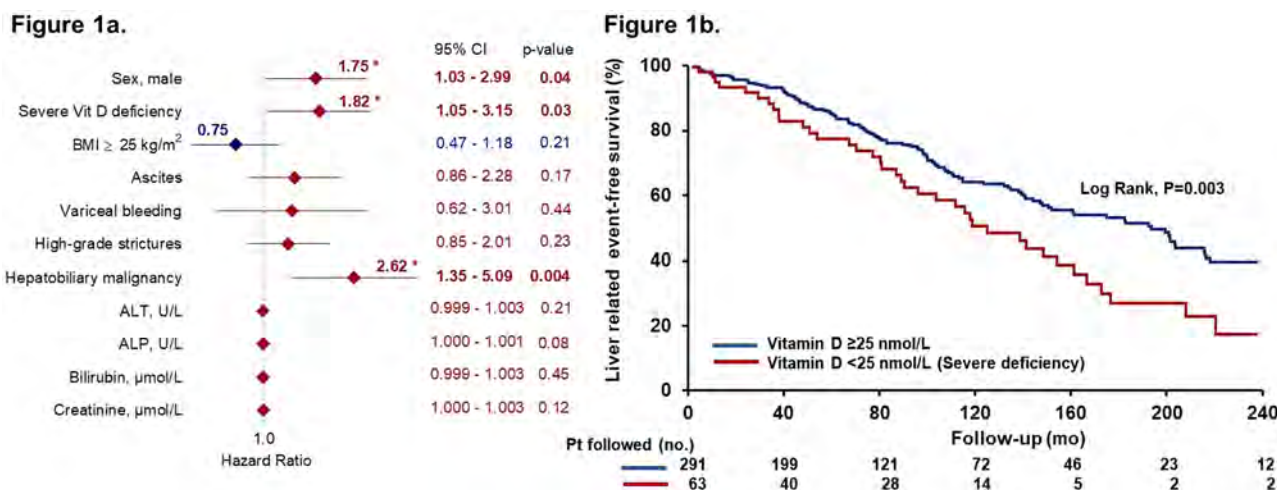 Figure 1a.
95% CI p-value
Sex, male 1.75 * 1.03 - 2.99 0.04
Severe Vit D deficiency 1.82 * 1.05 - 3.15 0.03
BMI ≥ 25 kg/m² 0.75 0.47 - 1.18 0.21
Ascites 0.86 - 2.28 0.17
Variceal bleeding 0.62 - 3.01 0.44
High-grade strictures 0.85 - 2.01 0.23
Hepatobiliary malignancy 2.62 * 1.35 - 5.09 0.004
ALT, U/L 0.999 - 1.003 0.21
ALP, U/L 1.000 - 1.001 0.08
Bilirubin, µmol/L 0.999 - 1.003 0.45
Creatinine, µmol/L 1.000 - 1.003 0.12
1.0
Hazard Ratio
Figure 1b.
Liver related event-free survival (%)
100
80
60
40
20
0
Log Rank, P=0.003
Vitamin D ≥25 nmol/L
Vitamin D <25 nmol/L (Severe deficiency)
0 40 80 120 160 200 240
Follow-up (mo)
Pt followed (no.)
291 199 121 72 46 23 12
63 40 28 14 5 2 2